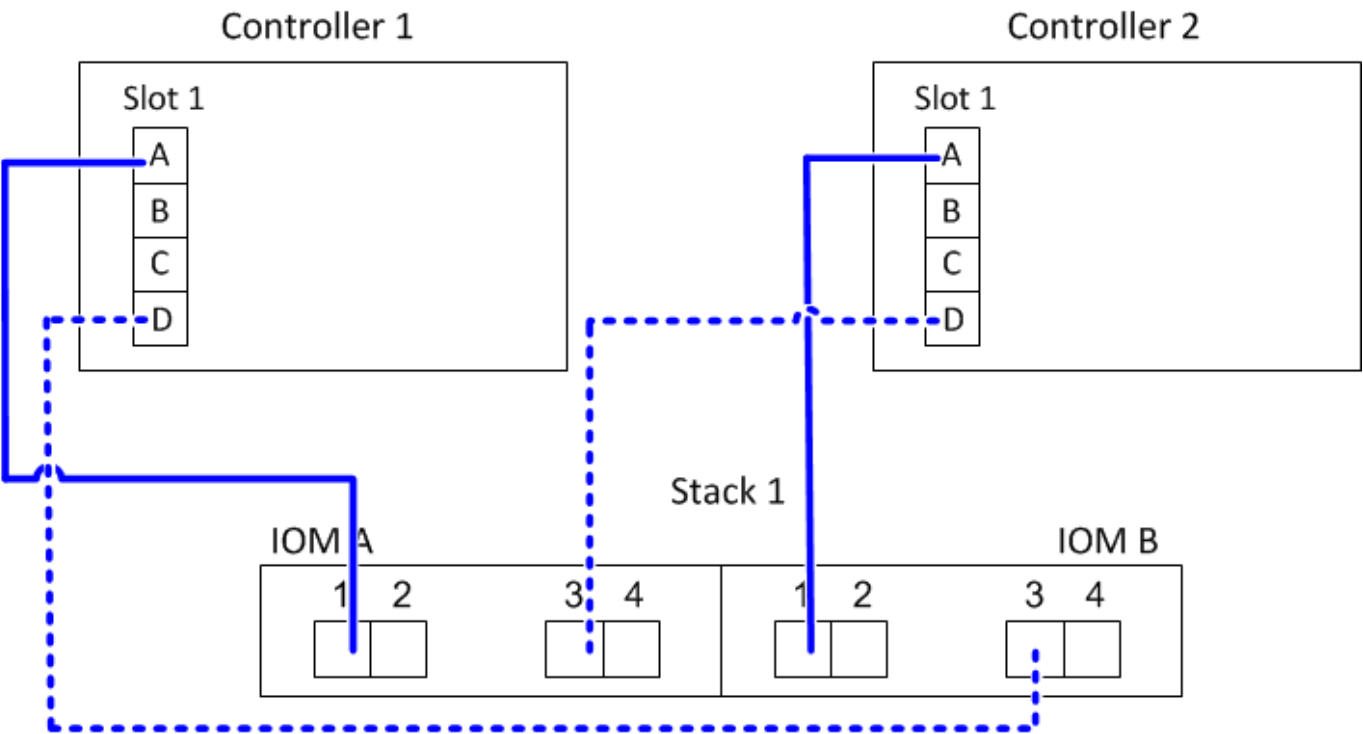 Controller 1
Controller 2
Slot 1
Slot 1
A
B
C
D
A
B
C
D
Stack 1
IOM A
IOM B
1 2 3 4 1 2 3 4